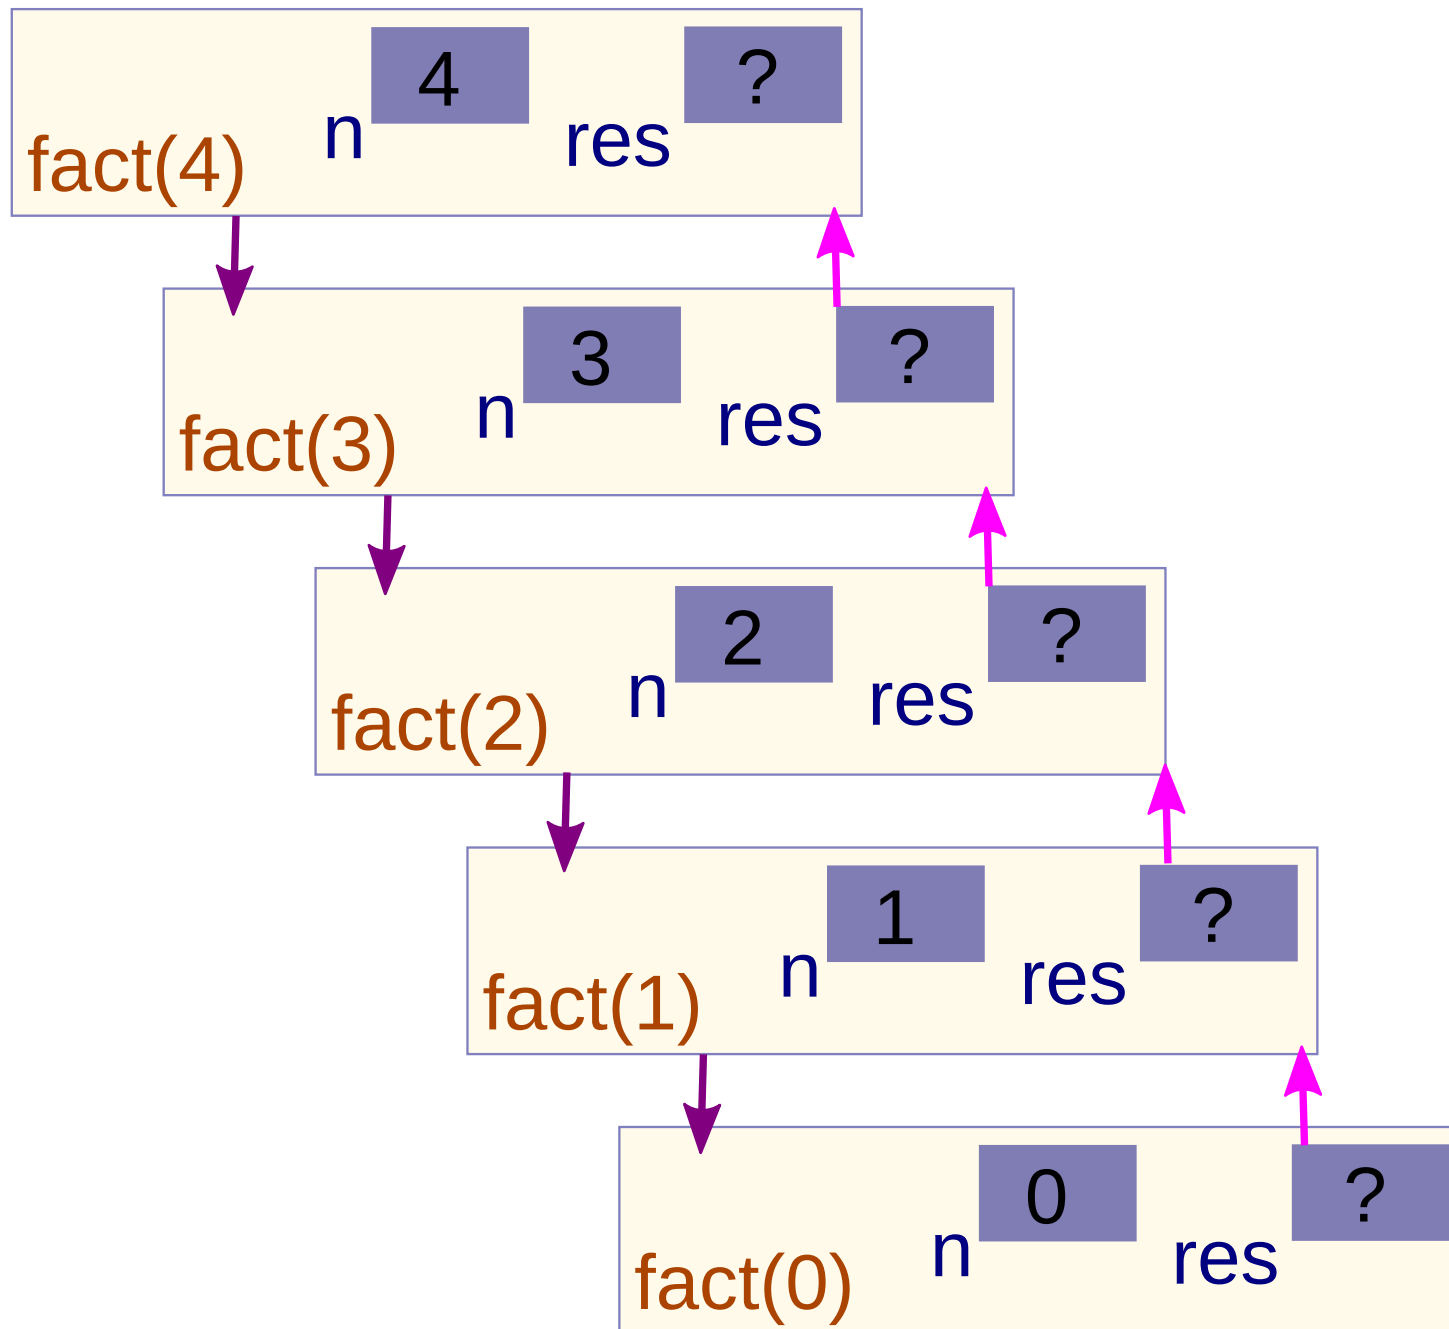 fact(4) n 4 res ?
fact(3) n 3 res ?
fact(2) n 2 res ?
fact(1) n 1 res ?
fact(0) n 0 res ?